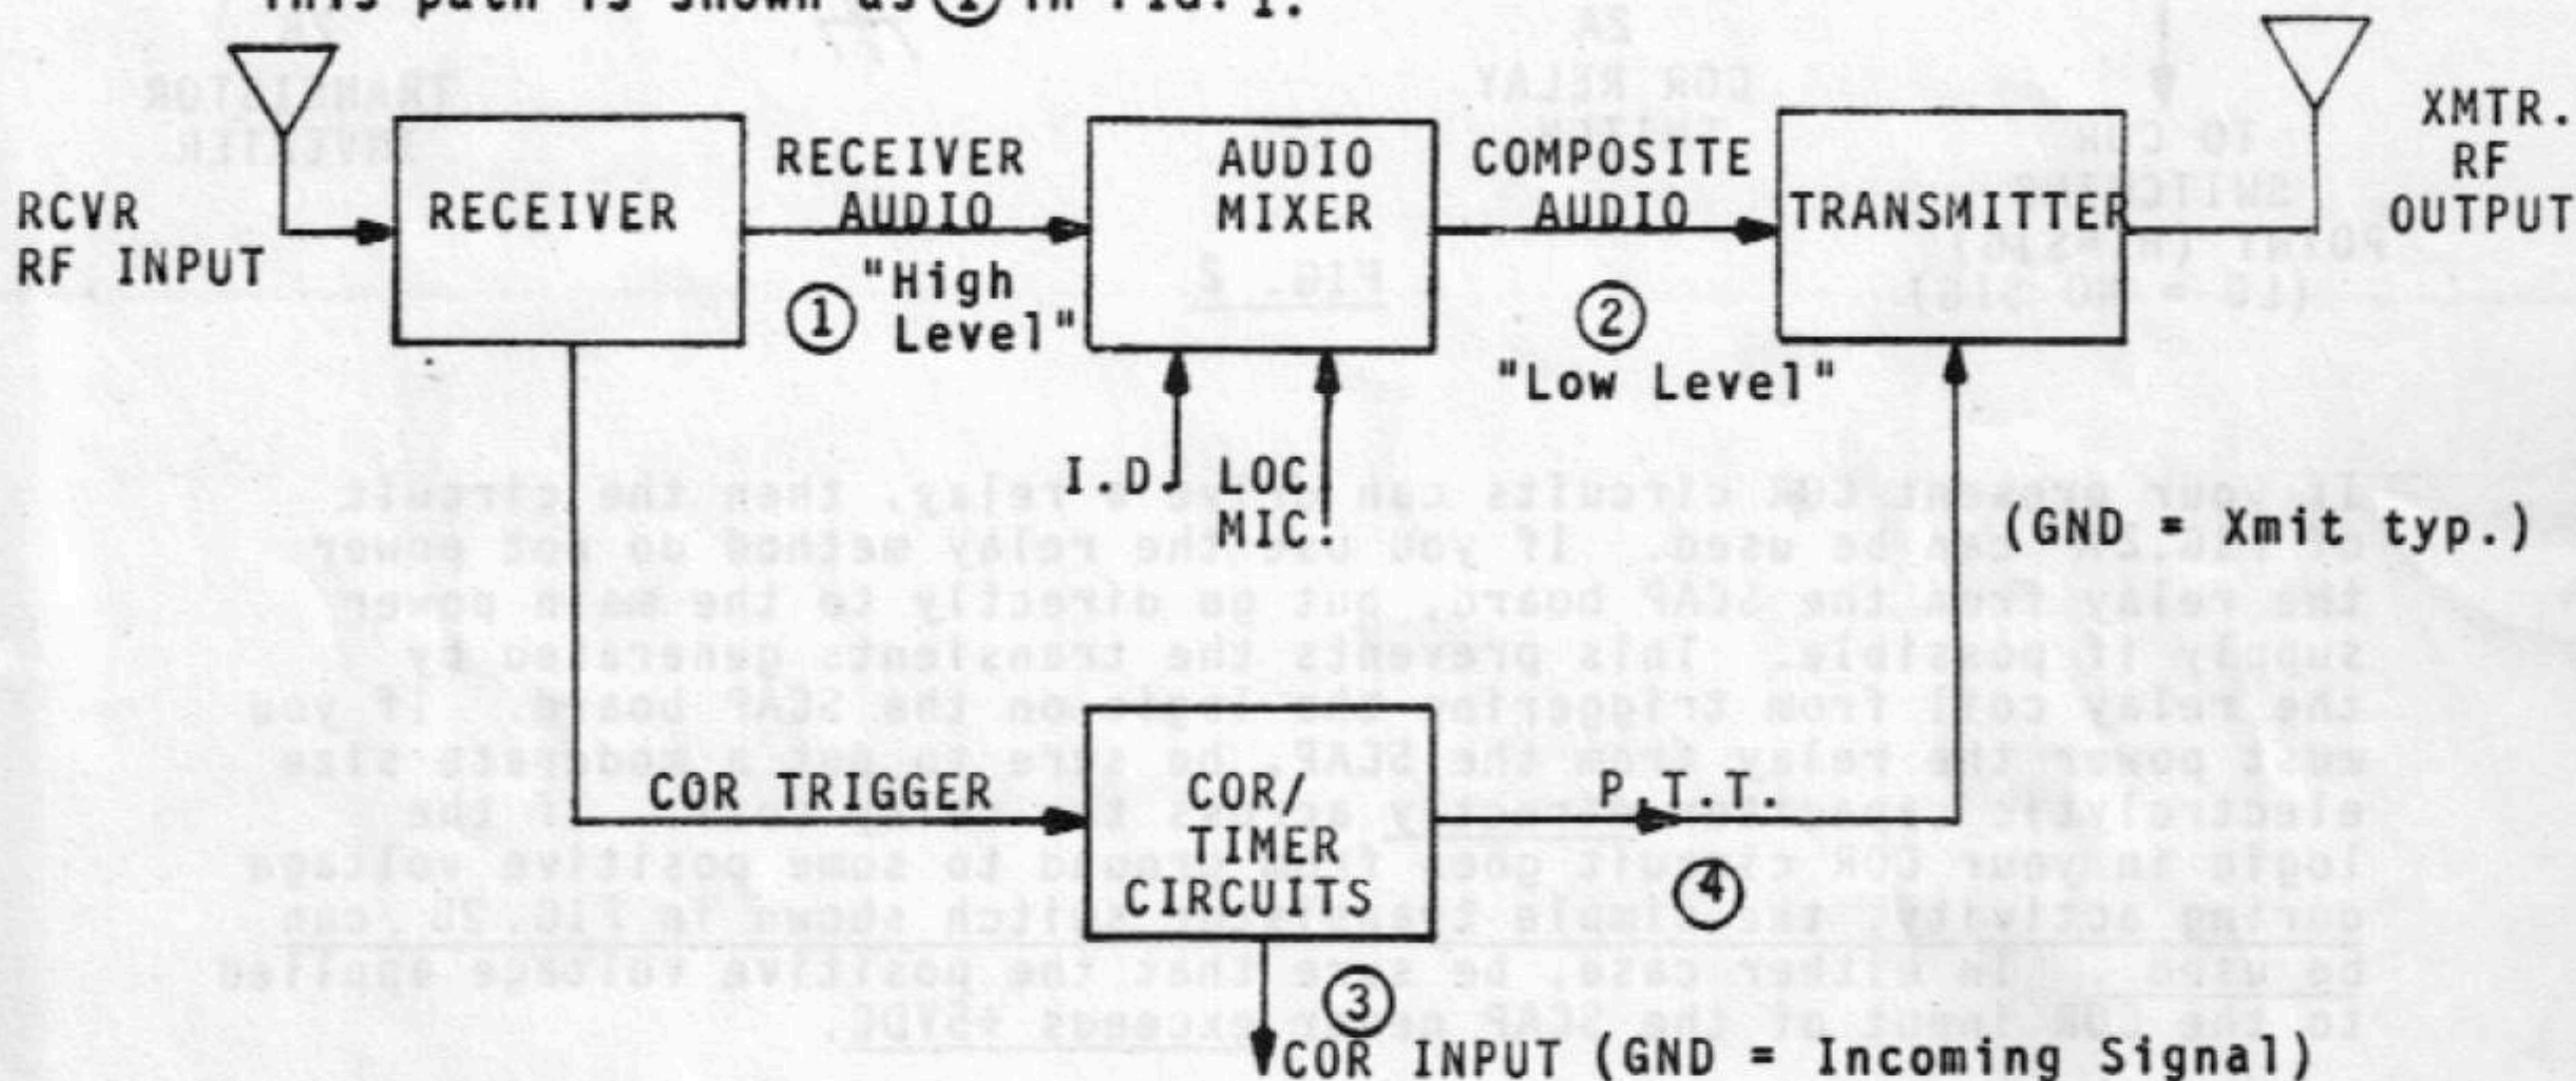 This path is shown as ① in FIG. 1.
RCVR
RF INPUT
RECEIVER
RECEIVER
AUDIO
① "High
Level"
AUDIO
MIXER
I.D.
LOC
MIC.
COMPOSITE
AUDIO
②
"Low Level"
TRANSMITTER
XMTR.
RF
OUTPUT
(GND = Xmit typ.)
COR TRIGGER
COR/
TIMER
CIRCUITS
P.T.T.
④
③
COR INPUT (GND = Incoming Signal)